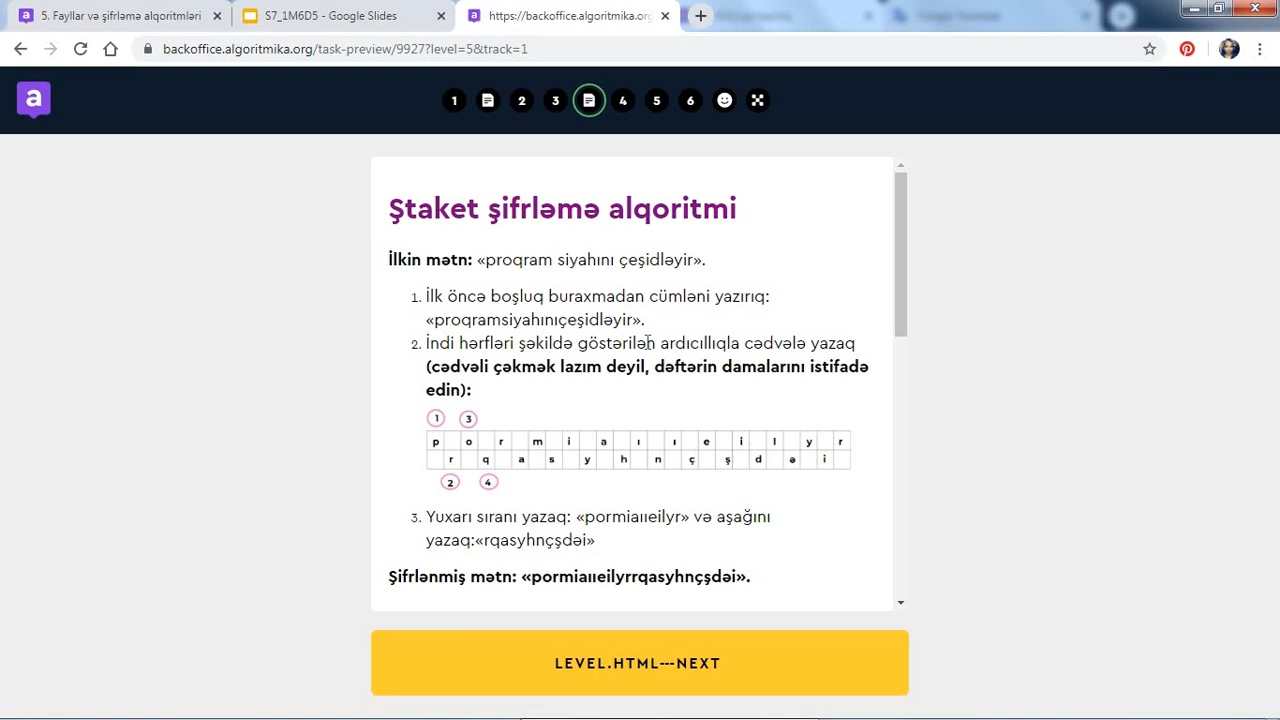 5. Fayllar və şifrləmə alqoritmləri
S7_1M6D5 - Google Slides
https://backoffice.algoritmika.org
backoffice.algoritmika.org/task-preview/9927?level=5&track=1
a
1 2 3 4 5 6
Ştaket şifrləmə alqoritmi
İlkin mətn: «proqram siyahını çeşidləyir».
1. İlk öncə boşluq buraxmadan cümləni yazırıq:
«proqramsiyahınıçeşidləyir».
2. İndi hərfləri şəkildə göstərilən ardıcıllıqla cədvələ yazaq
(cədvəli çəkmək lazım deyil, dəftərin damalarını istifadə
edin):
1 3
p o r m i a ı ı e i l y r
r q a s y h n ç ş d ə i
2 4
3. Yuxarı sıranı yazaq: «pormiaııeilyr» və aşağını
yazaq:«rqasyhnçşdəi»
Şifrlənmiş mətn: «pormiaııeilyrrqasyhnçşdəi».
LEVEL.HTML---NEXT